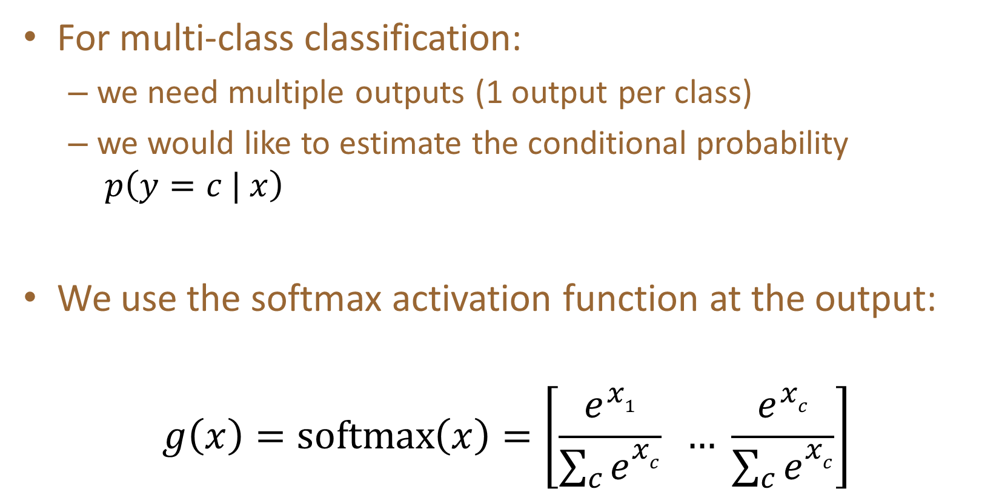 • For multi-class classification:
– we need multiple outputs (1 output per class)
– we would like to estimate the conditional probability
p(y = c | x)
• We use the softmax activation function at the output:
g(x) = softmax(x) = [ e^{x_1} / ∑_c e^{x_c} … e^{x_c} / ∑_c e^{x_c} ]